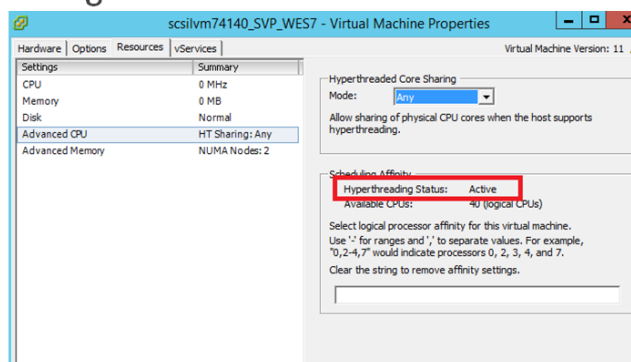 scsilvm74140_SVP_WES7 - Virtual Machine Properties
Hardware Options Resources vServices Virtual Machine Version: 11
Settings Summary
CPU 0 MHz
Memory 0 MB
Disk Normal
Advanced CPU HT Sharing: Any
Advanced Memory NUMA Nodes: 2
Hyperthreaded Core Sharing
Mode: Any
Allow sharing of physical CPU cores when the host supports
hyperthreading.
Scheduling Affinity
Hyperthreading Status: Active
Available CPUs: 40 (logical CPUs)
Select logical processor affinity for this virtual machine.
Use '-' for ranges and ',' to separate values. For example,
"0,2-4,7" would indicate processors 0, 2, 3, 4, and 7.
Clear the string to remove affinity settings.